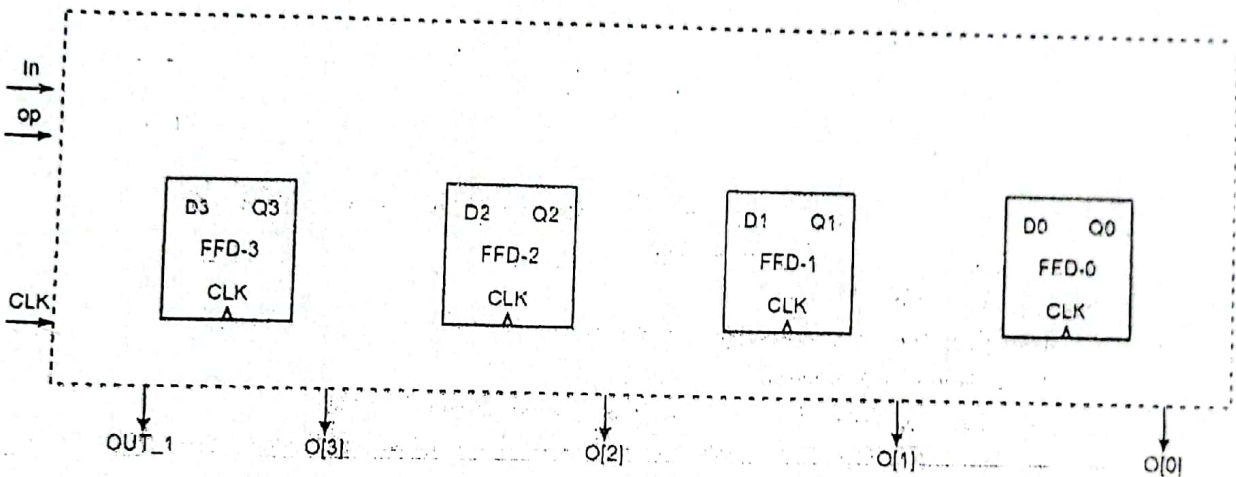 In
op
D3 Q3
FFD-3
CLK
D2 Q2
FFD-2
CLK
D1 Q1
FFD-1
CLK
D0 Q0
FFD-0
CLK
CLK
OUT_1
O[3]
O[2]
O[1]
O[0]